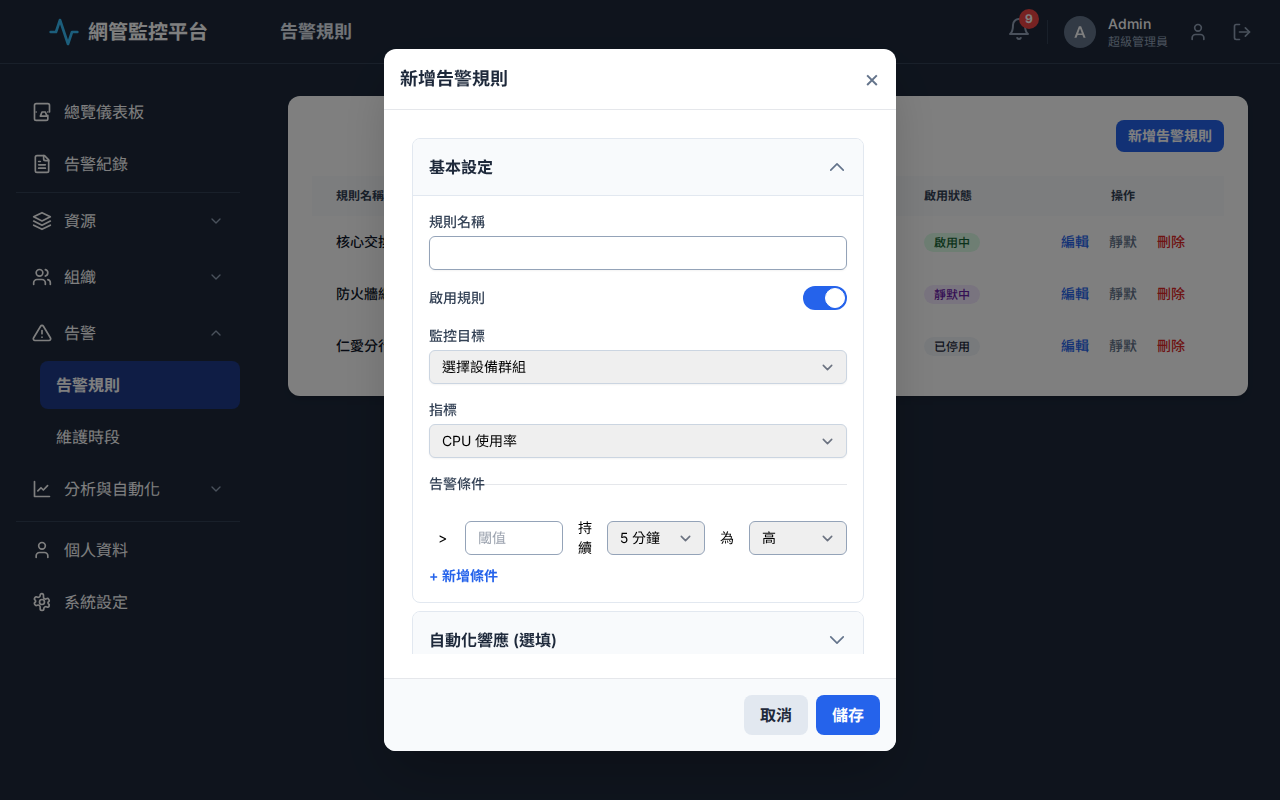 網管監控平台
告警規則
9
A
Admin
超級管理員
總覽儀表板
告警紀錄
資源
組織
告警
告警規則
維護時段
分析與自動化
個人資料
系統設定
新增告警規則
規則名稱
啟用狀態
操作
核心交
啟用中
編輯
靜默
刪除
防火牆
靜默中
編輯
靜默
刪除
仁愛分
已停用
編輯
靜默
刪除
新增告警規則
×
基本設定
規則名稱
啟用規則
監控目標
選擇設備群組
指標
CPU 使用率
告警條件
>
閾值
持續
5 分鐘
為
高
+ 新增條件
自動化響應 (選填)
取消
儲存